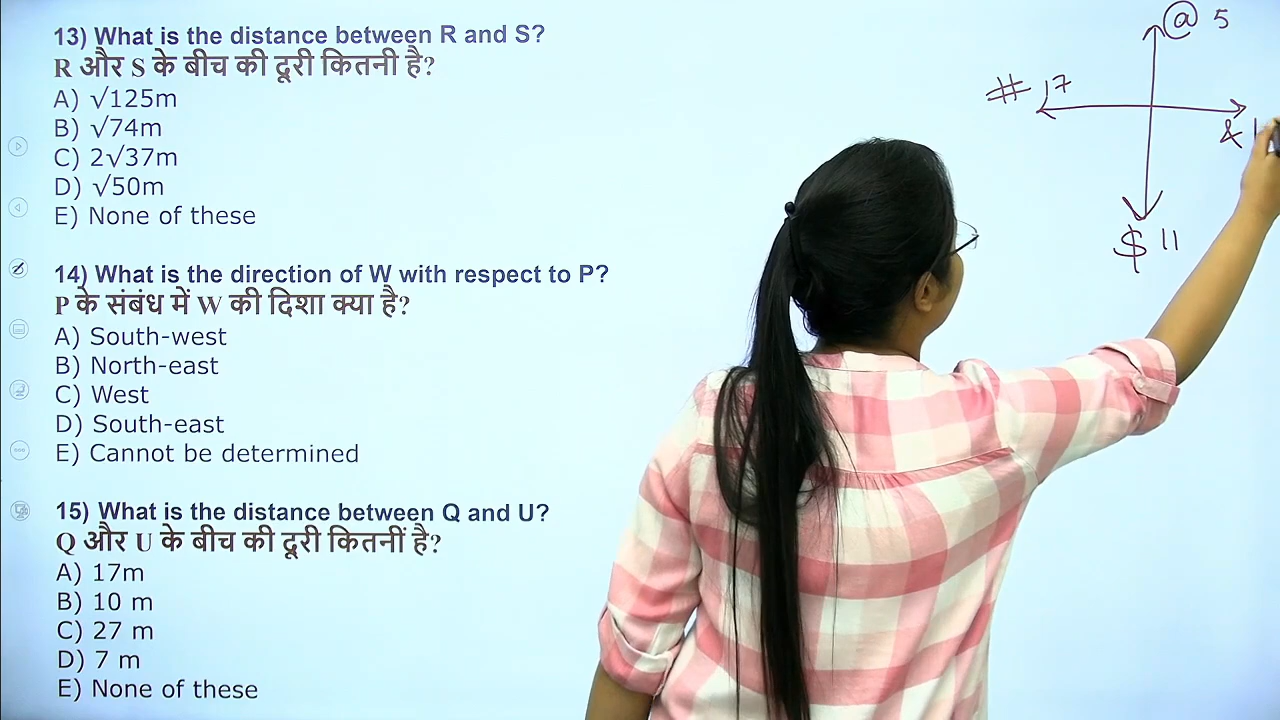 13) What is the distance between R and S?
R और S के बीच की दूरी कितनी है?
A) √125m
B) √74m
C) 2√37m
D) √50m
E) None of these
14) What is the direction of W with respect to P?
P के संबंध में W की दिशा क्या है?
A) South-west
B) North-east
C) West
D) South-east
E) Cannot be determined
15) What is the distance between Q and U?
Q और U के बीच की दूरी कितनीं है?
A) 17m
B) 10 m
C) 27 m
D) 7 m
E) None of these
@ 5
# 17
&
$ 11